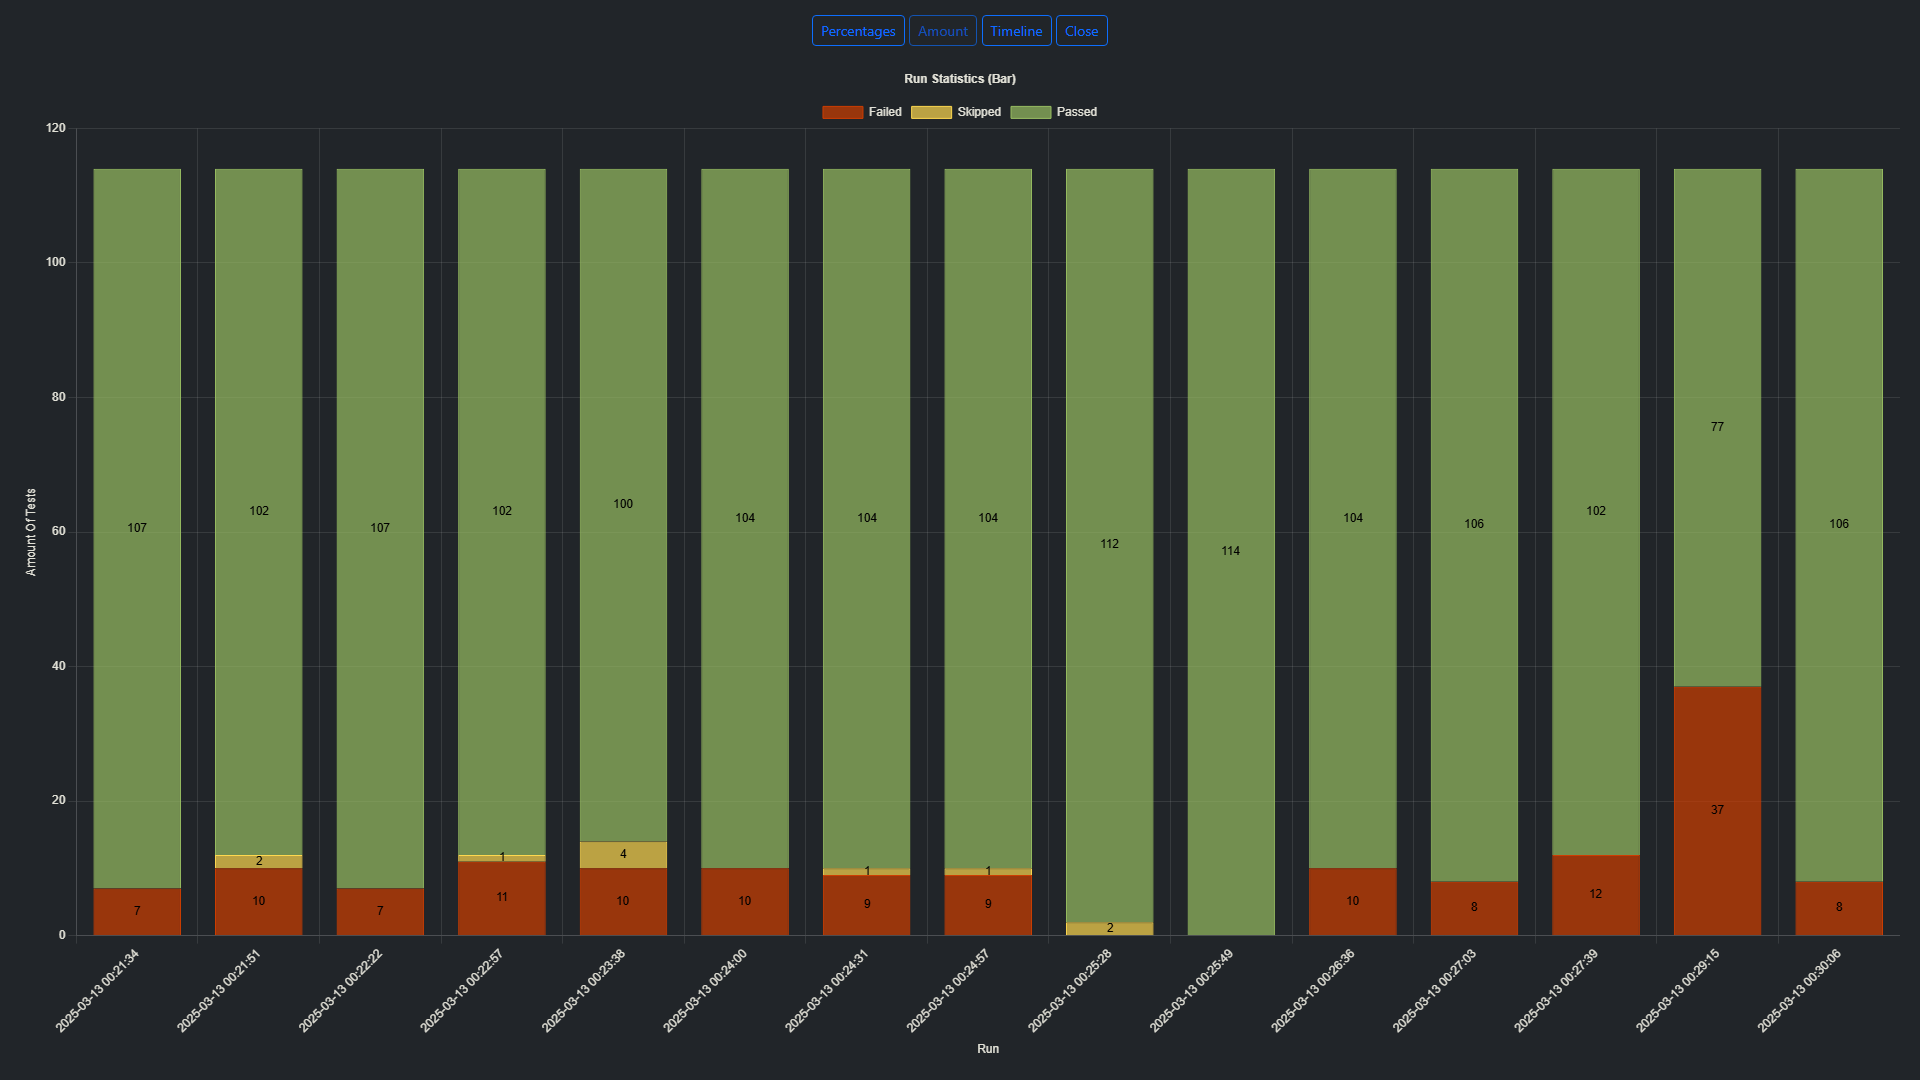 Percentages Amount Timeline Close
Run Statistics (Bar)
Failed Skipped Passed
120
100
80
60
40
20
0
Amount Of Tests
107 102 107 102 100 104 104 104 112 114 104 106 102 77 106
2 1 4 1 1 2
7 10 7 11 10 10 9 9 10 8 12 37 8
2025-03-13 00:21:34
2025-03-13 00:21:51
2025-03-13 00:22:22
2025-03-13 00:22:57
2025-03-13 00:23:38
2025-03-13 00:24:00
2025-03-13 00:24:31
2025-03-13 00:24:57
2025-03-13 00:25:28
2025-03-13 00:25:49
2025-03-13 00:26:36
2025-03-13 00:27:03
2025-03-13 00:27:39
2025-03-13 00:29:15
2025-03-13 00:30:06
Run